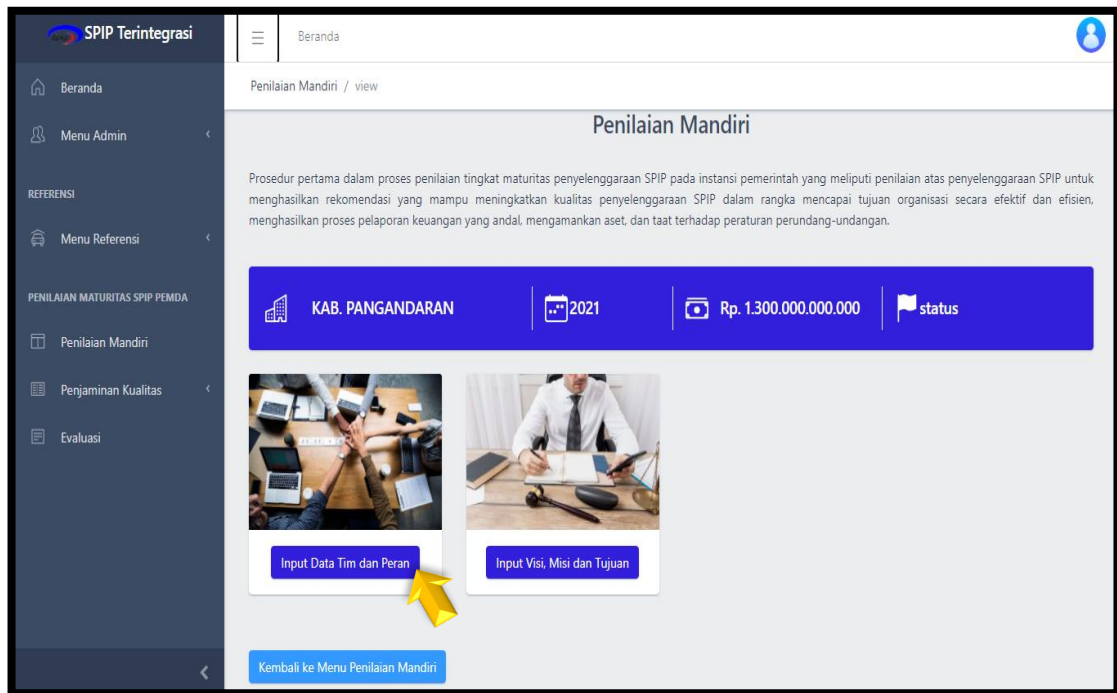 SPIP Terintegrasi
Beranda
Penilaian Mandiri / view
Beranda
Menu Admin
REFERENSI
Menu Referensi
PENILAIAN MATURITAS SPIP PEMDA
Penilaian Mandiri
Penjaminan Kualitas
Evaluasi
Penilaian Mandiri
Prosedur pertama dalam proses penilaian tingkat maturitas penyelenggaraan SPIP pada instansi pemerintah yang meliputi penilaian atas penyelenggaraan SPIP untuk
menghasilkan rekomendasi yang mampu meningkatkan kualitas penyelenggaraan SPIP dalam rangka mencapai tujuan organisasi secara efektif dan efisien,
menghasilkan proses pelaporan keuangan yang andal, mengamankan aset, dan taat terhadap peraturan perundang-undangan.
KAB. PANGANDARAN 2021 Rp. 1.300.000.000.000 status
Input Data Tim dan Peran
Input Visi, Misi dan Tujuan
Kembali ke Menu Penilaian Mandiri